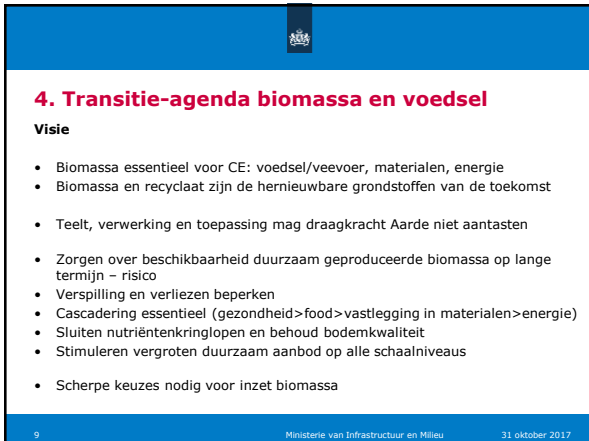 4. Transitie-agenda biomassa en voedsel
Visie
• Biomassa essentieel voor CE: voedsel/veevoer, materialen, energie
• Biomassa en recyclaat zijn de hernieuwbare grondstoffen van de toekomst
• Teelt, verwerking en toepassing mag draagkracht Aarde niet aantasten
• Zorgen over beschikbaarheid duurzaam geproduceerde biomassa op lange
termijn – risico
• Verspilling en verliezen beperken
• Cascadering essentieel (gezondheid>food>vastlegging in materialen>energie)
• Sluiten nutriëntenkringlopen en behoud bodemkwaliteit
• Stimuleren vergroten duurzaam aanbod op alle schaalniveaus
• Scherpe keuzes nodig voor inzet biomassa
9 Ministerie van Infrastructuur en Milieu 31 oktober 2017